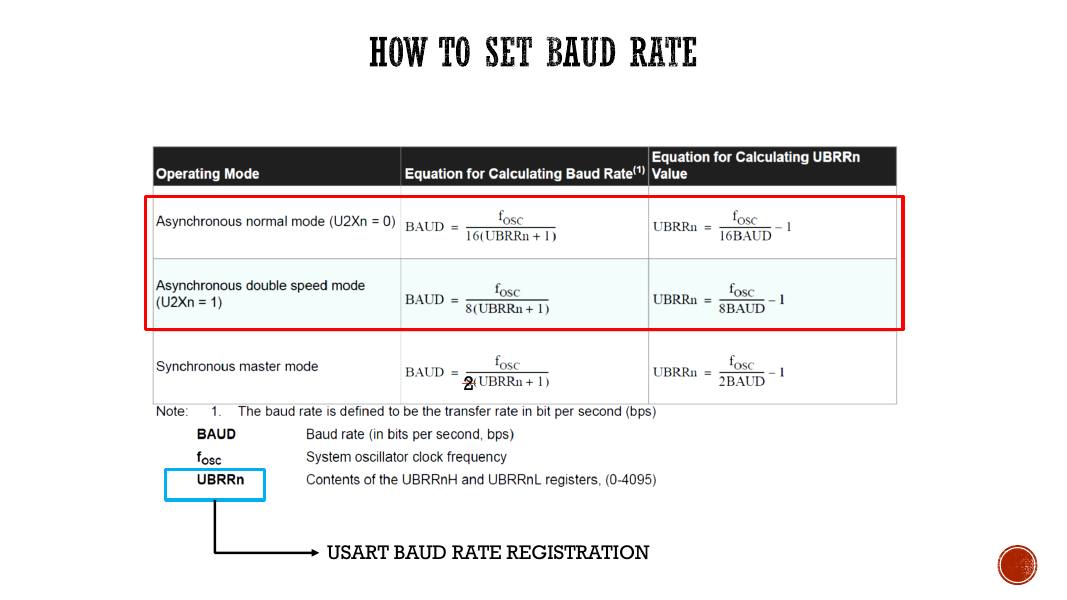 HOW TO SET BAUD RATE
Operating Mode
Equation for Calculating Baud Rate(1)
Equation for Calculating UBRRn
Value
Asynchronous normal mode (U2Xn = 0)
BAUD = fOSC / 16(UBRRn + 1)
UBRRn = fOSC / 16BAUD − 1
Asynchronous double speed mode
(U2Xn = 1)
BAUD = fOSC / 8(UBRRn + 1)
UBRRn = fOSC / 8BAUD − 1
Synchronous master mode
BAUD = fOSC / 2(UBRRn + 1)
UBRRn = fOSC / 2BAUD − 1
Note: 1. The baud rate is defined to be the transfer rate in bit per second (bps)
BAUD Baud rate (in bits per second, bps)
fOSC System oscillator clock frequency
UBRRn Contents of the UBRRnH and UBRRnL registers, (0-4095)
USART BAUD RATE REGISTRATION